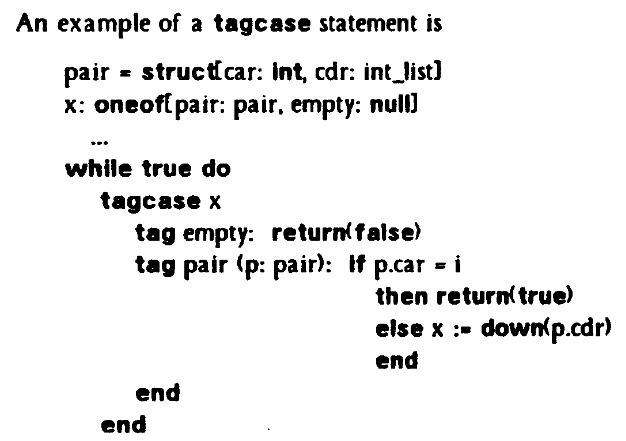 An example of a tagcase statement is
pair = struct[car: int, cdr: int_list]
x: oneof[pair: pair, empty: null]
...
while true do
tagcase x
tag empty: return(false)
tag pair (p: pair): if p.car = i
then return(true)
else x := down(p.cdr)
end
end
end